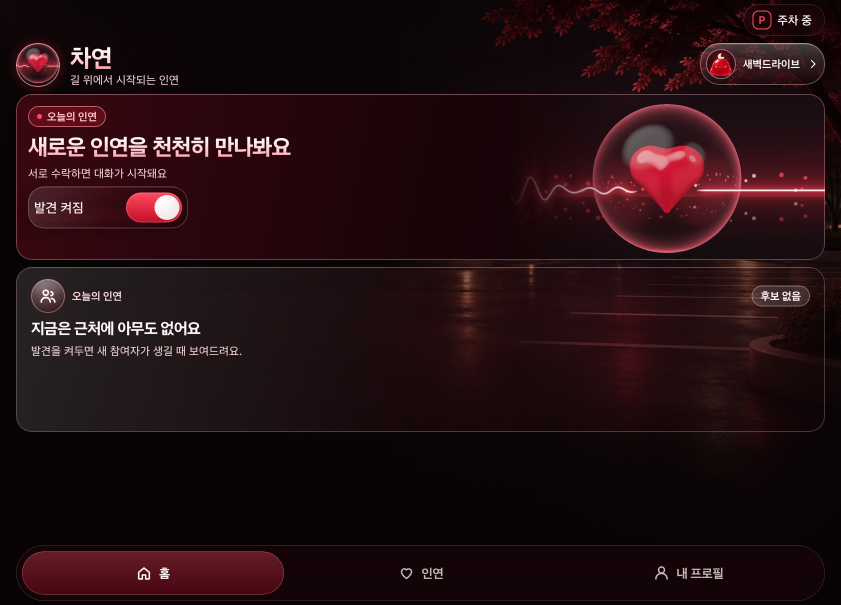 P 주차 중
차연
길 위에서 시작되는 인연
새벽드라이브
오늘의 인연
새로운 인연을 천천히 만나봐요
서로 수락하면 대화가 시작돼요
발견 켜짐
오늘의 인연
후보 없음
지금은 근처에 아무도 없어요
발견을 켜두면 새 참여자가 생길 때 보여드려요.
홈
인연
내 프로필